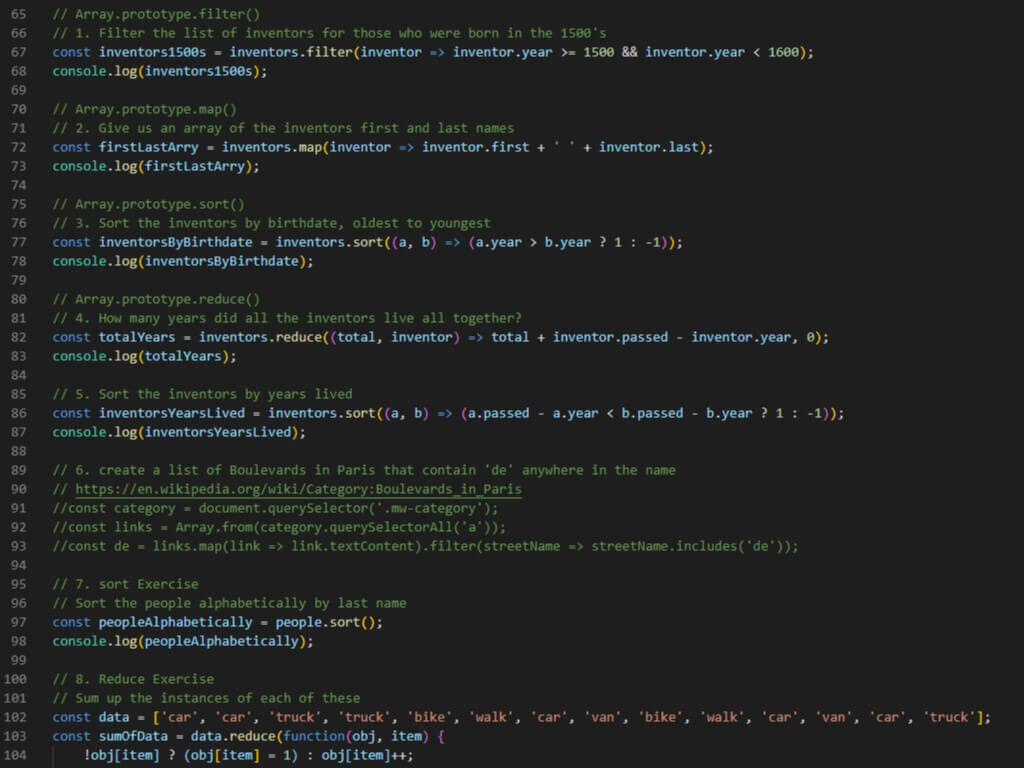 65 // Array.prototype.filter()
66 // 1. Filter the list of inventors for those who were born in the 1500's
67 const inventors1500s = inventors.filter(inventor => inventor.year >= 1500 && inventor.year < 1600);
68 console.log(inventors1500s);
69
70 // Array.prototype.map()
71 // 2. Give us an array of the inventors first and last names
72 const firstLastArry = inventors.map(inventor => inventor.first + ' ' + inventor.last);
73 console.log(firstLastArry);
74
75 // Array.prototype.sort()
76 // 3. Sort the inventors by birthdate, oldest to youngest
77 const inventorsByBirthdate = inventors.sort((a, b) => (a.year > b.year ? 1 : -1));
78 console.log(inventorsByBirthdate);
79
80 // Array.prototype.reduce()
81 // 4. How many years did all the inventors live all together?
82 const totalYears = inventors.reduce((total, inventor) => total + inventor.passed - inventor.year, 0);
83 console.log(totalYears);
84
85 // 5. Sort the inventors by years lived
86 const inventorsYearsLived = inventors.sort((a, b) => (a.passed - a.year < b.passed - b.year ? 1 : -1));
87 console.log(inventorsYearsLived);
88
89 // 6. create a list of Boulevards in Paris that contain 'de' anywhere in the name
90 // https://en.wikipedia.org/wiki/Category:Boulevards_in_Paris
91 //const category = document.querySelector('.mw-category');
92 //const links = Array.from(category.querySelectorAll('a'));
93 //const de = links.map(link => link.textContent).filter(streetName => streetName.includes('de'));
94
95 // 7. sort Exercise
96 // Sort the people alphabetically by last name
97 const peopleAlphabetically = people.sort();
98 console.log(peopleAlphabetically);
99
100 // 8. Reduce Exercise
101 // Sum up the instances of each of these
102 const data = ['car', 'car', 'truck', 'truck', 'bike', 'walk', 'car', 'van', 'bike', 'walk', 'car', 'van', 'car', 'truck'];
103 const sumOfData = data.reduce(function(obj, item) {
104 !obj[item] ? (obj[item] = 1) : obj[item]++;